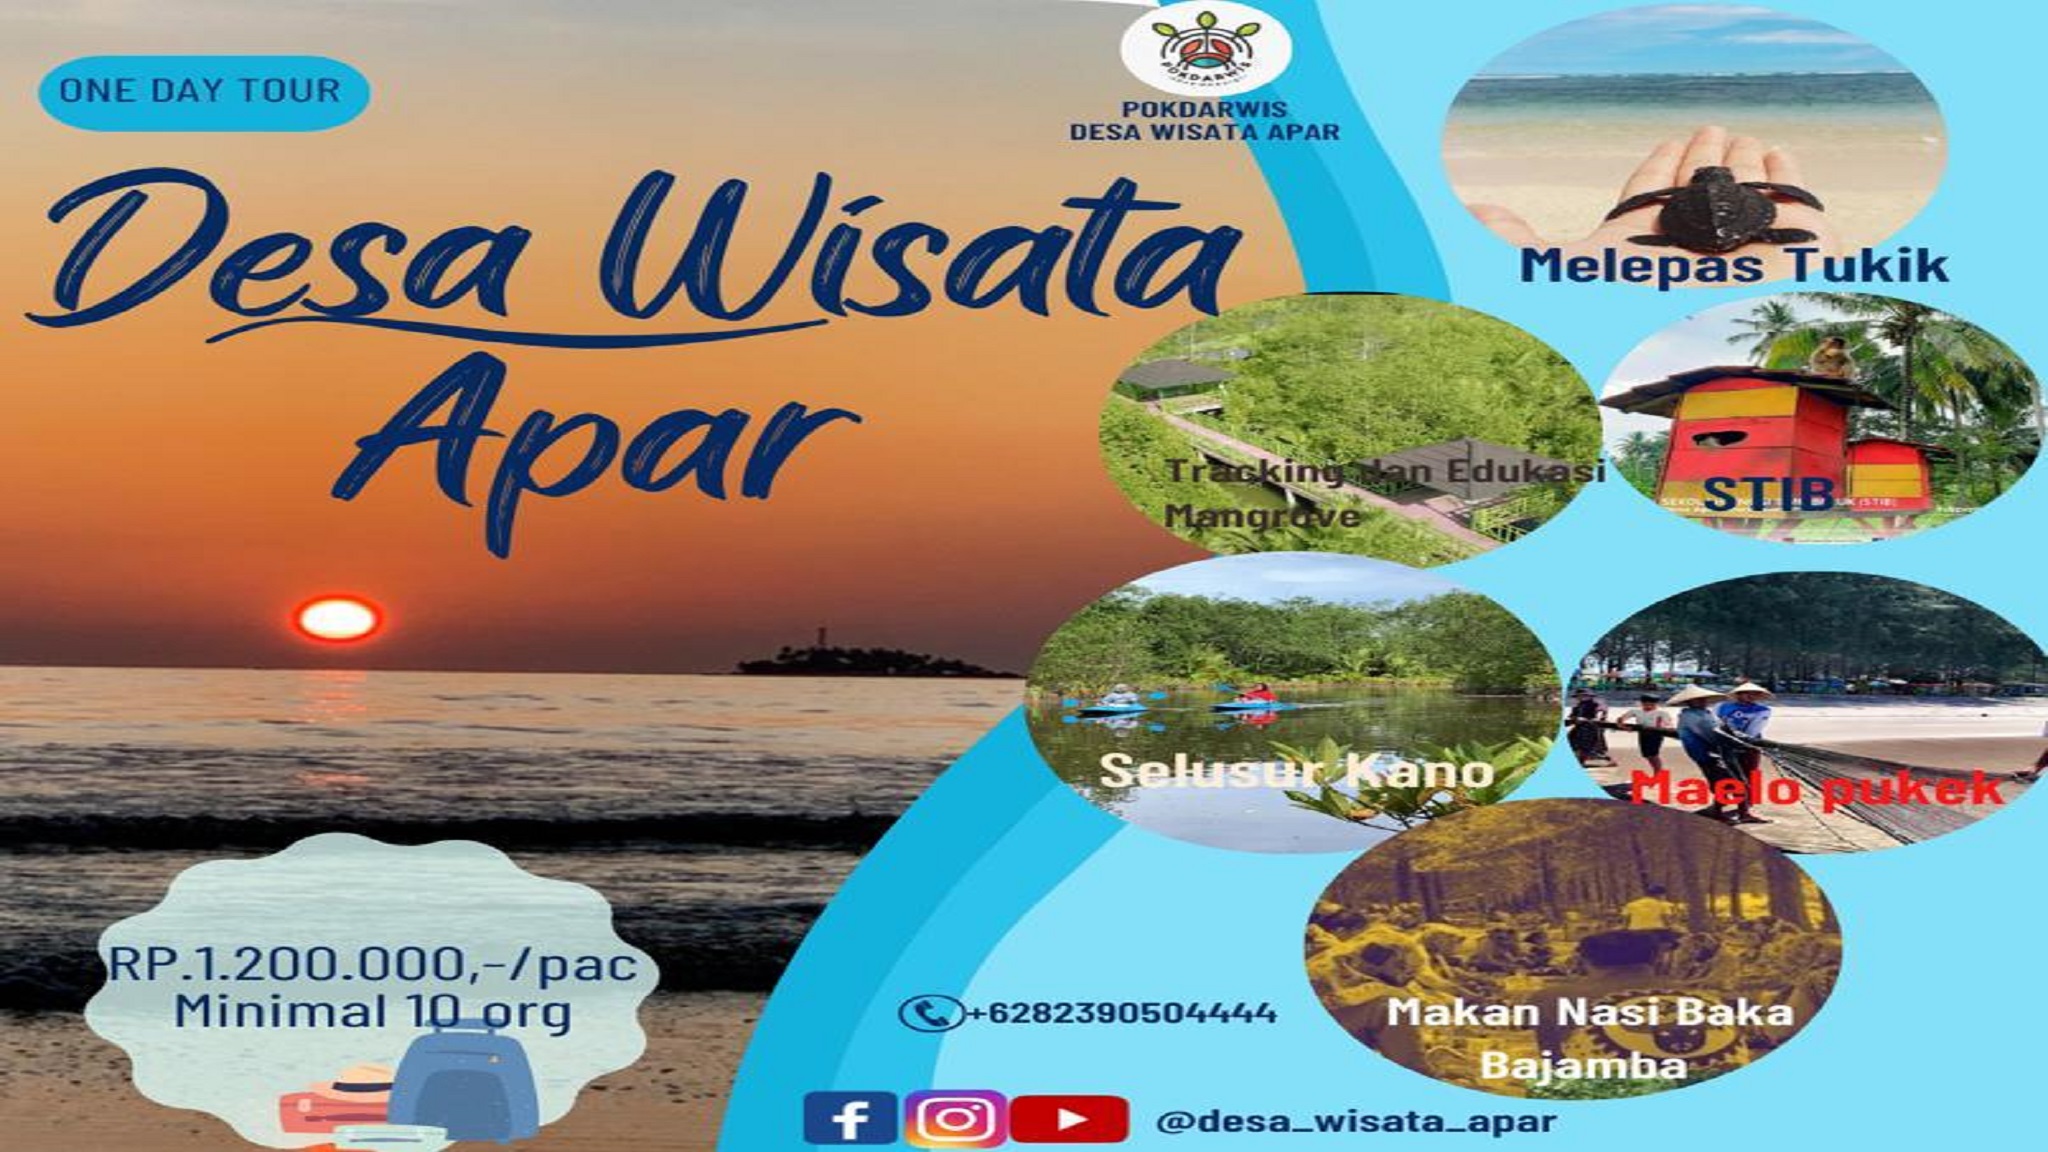 ONE DAY TOUR
POKDARWIS
POKDARWIS
DESA WISATA APAR
Desa Wisata
Apar
Melepas Tukik
Tracking dan Edukasi
Mangrove
STIB
Selusur Kano
Maelo pukek
RP.1.200.000,-/pac
Minimal 10 org
+6282390504444
Makan Nasi Baka
Bajamba
@desa_wisata_apar